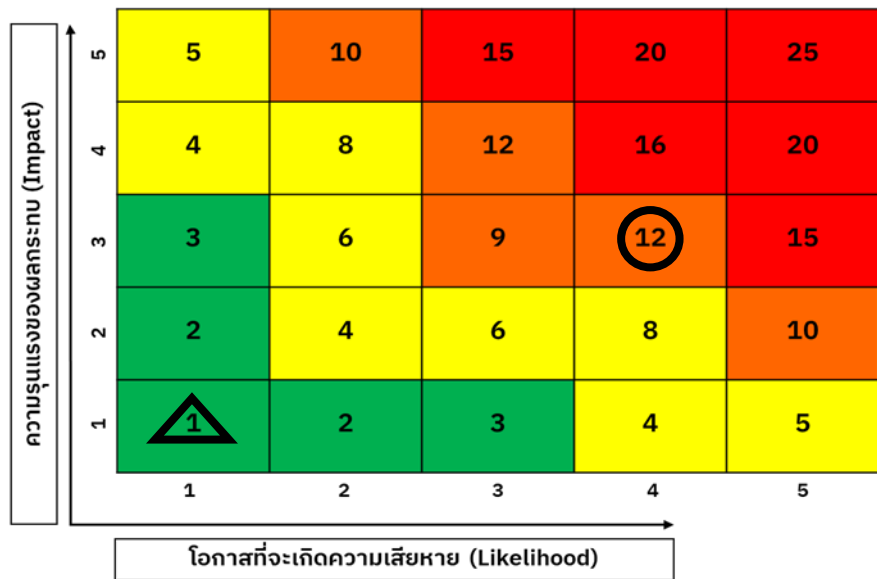 ความรุนแรงของผลกระทบ (Impact)
5 5 10 15 20 25
4 4 8 12 16 20
3 3 6 9 12 15
2 2 4 6 8 10
1 1 2 3 4 5
1 2 3 4 5
โอกาสที่จะเกิดความเสียหาย (Likelihood)